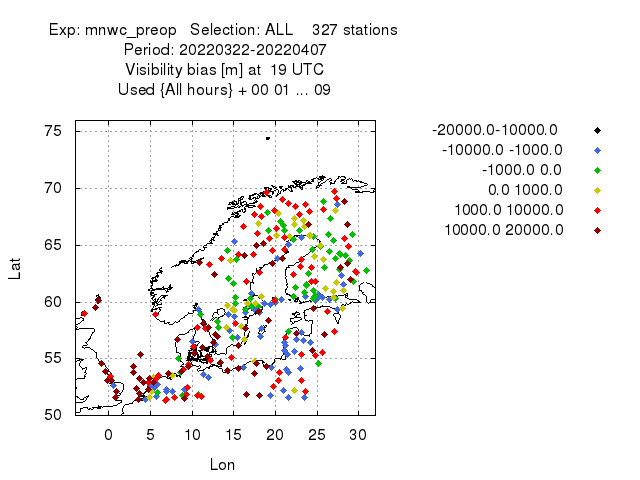 Exp: mnwc_preop   Selection: ALL    327 stations
Period: 20220322-20220407
Visibility bias [m] at  19 UTC
Used {All hours} + 00 01 ... 09
-20000.0-10000.0
-10000.0 -1000.0
-1000.0 0.0
0.0 1000.0
1000.0 10000.0
10000.0 20000.0
75
70
65
60
55
50
Lat
0 5 10 15 20 25 30
Lon